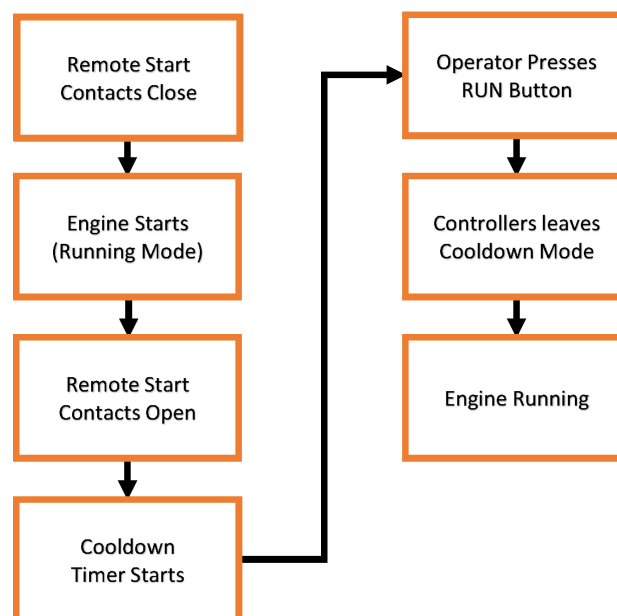 Remote Start
Contacts Close
Engine Starts
(Running Mode)
Remote Start
Contacts Open
Cooldown
Timer Starts
Operator Presses
RUN Button
Controllers leaves
Cooldown Mode
Engine Running